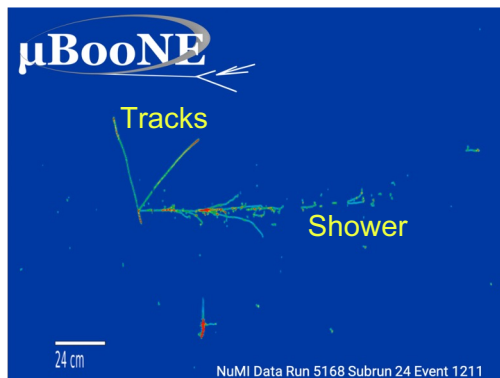 µBooNE
Tracks
Shower
24 cm
NuMI Data Run 5168 Subrun 24 Event 1211